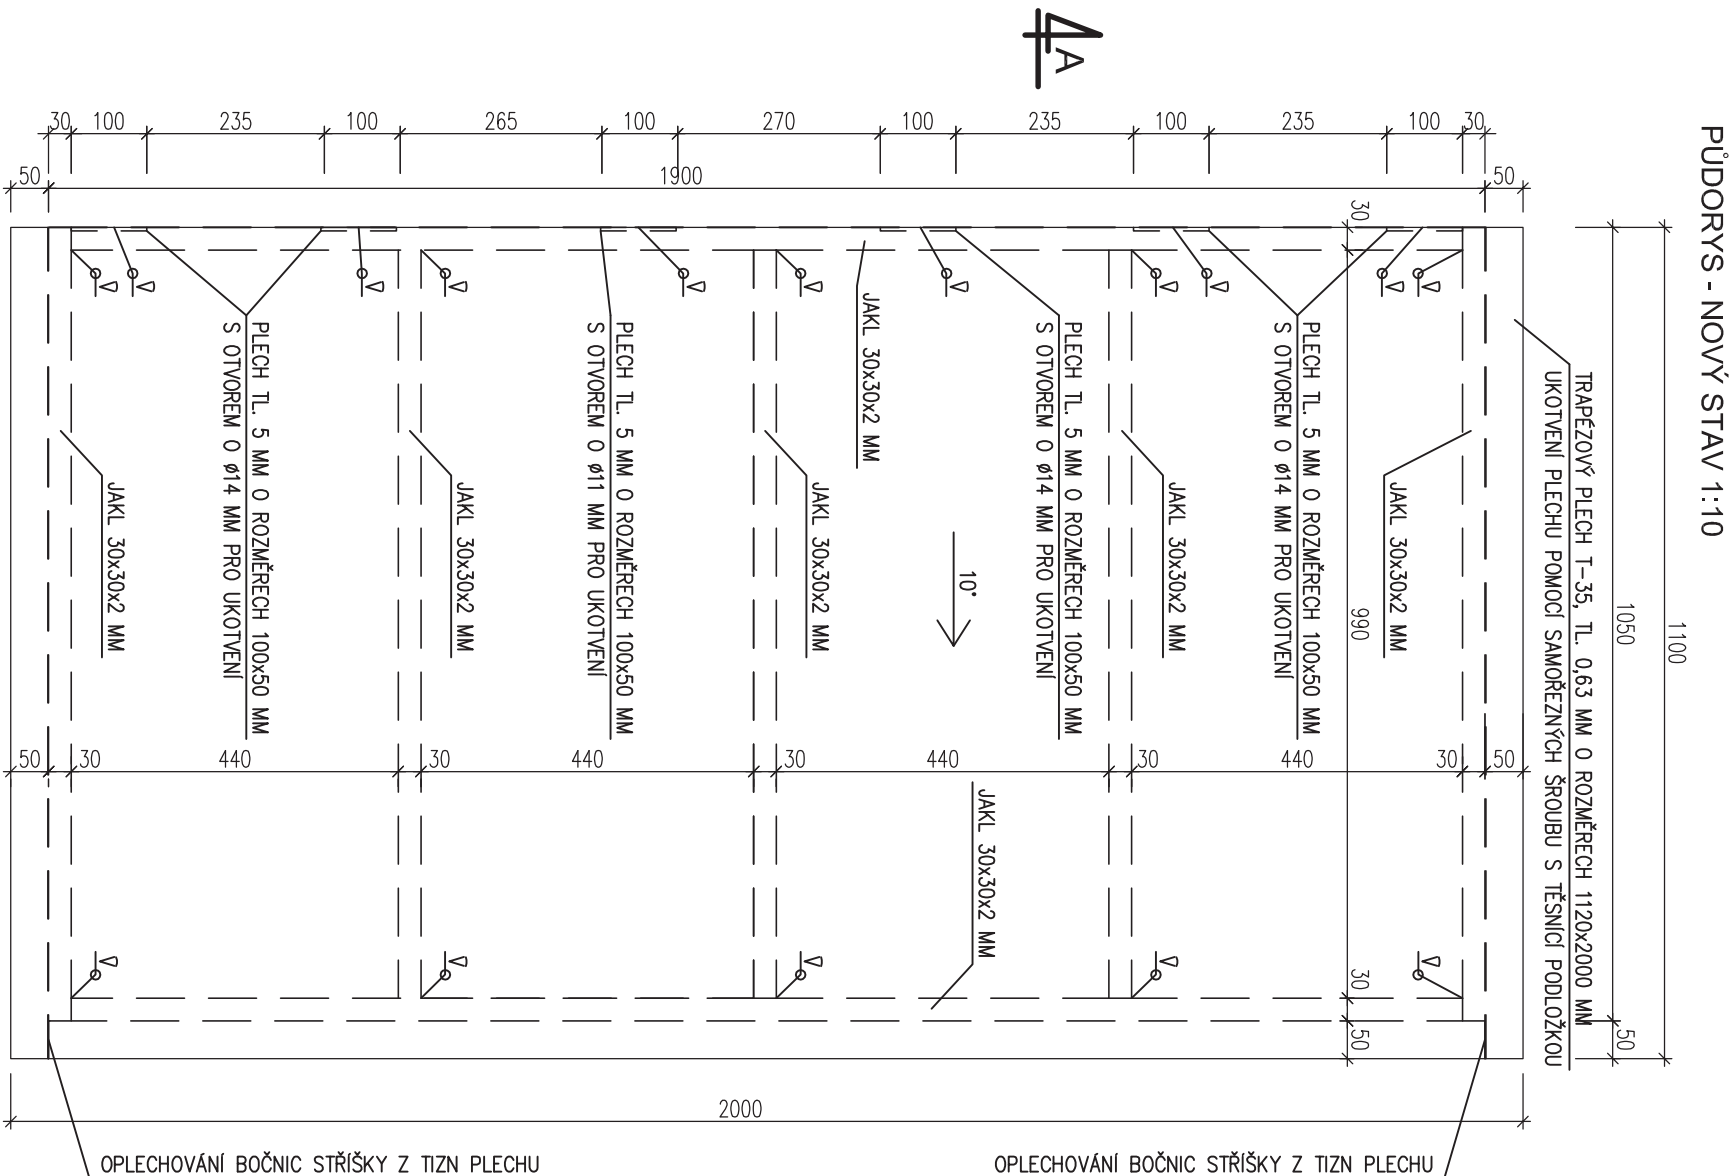 PŮDORYS - NOVÝ STAV 1:10
A
30 100 235 100 265 100 270 100 235 100 235 100 30
50 1900 50
30
990
30
50
1050
50
1100
TRAPÉZOVÝ PLECH T-35, TL. 0,63 MM O ROZMĚRECH 1120x2000 MM
UKOTVENÍ PLECHU POMOCÍ SAMOŘEZNÝCH ŠROUBU S TĚSNÍCÍ PODLOŽKOU
JAKL 30x30x2 MM
PLECH TL. 5 MM O ROZMĚRECH 100x50 MM
S OTVOREM O ø14 MM PRO UKOTVENÍ
JAKL 30x30x2 MM
PLECH TL. 5 MM O ROZMĚRECH 100x50 MM
S OTVOREM O ø14 MM PRO UKOTVENÍ
10°
JAKL 30x30x2 MM
JAKL 30x30x2 MM
JAKL 30x30x2 MM
PLECH TL. 5 MM O ROZMĚRECH 100x50 MM
S OTVOREM O ø11 MM PRO UKOTVENÍ
JAKL 30x30x2 MM
PLECH TL. 5 MM O ROZMĚRECH 100x50 MM
S OTVOREM O ø14 MM PRO UKOTVENÍ
JAKL 30x30x2 MM
50 30 440 30 440 30 440 30 440 30 50
2000
OPLECHOVÁNÍ BOČNIC STŘÍŠKY Z TIZN PLECHU
OPLECHOVÁNÍ BOČNIC STŘÍŠKY Z TIZN PLECHU